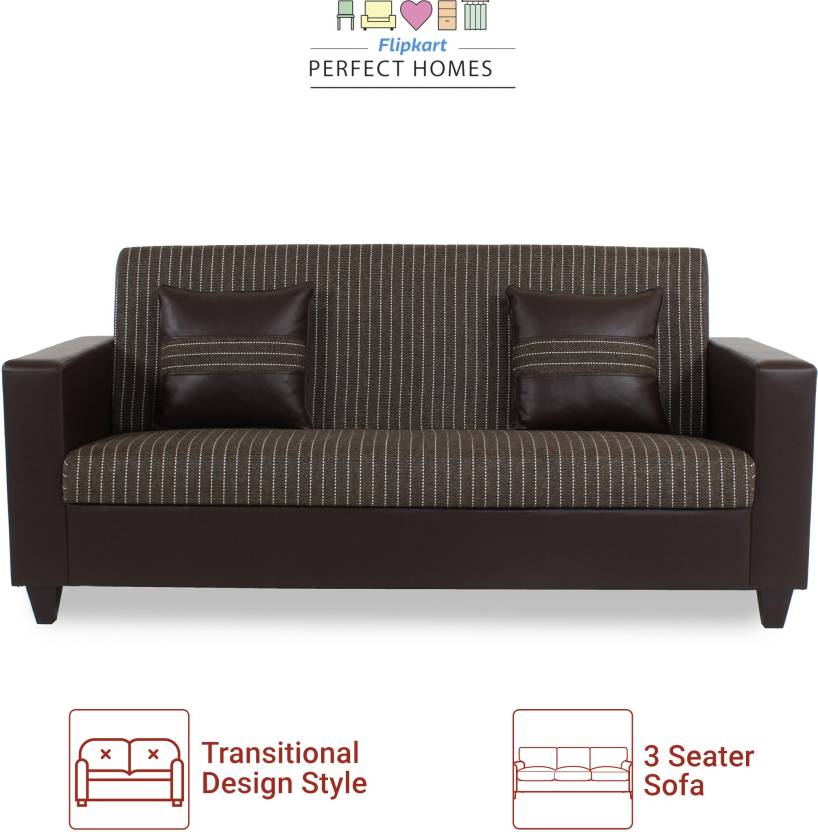 Flipkart
PERFECT HOMES
Transitional
Design Style
3 Seater
Sofa